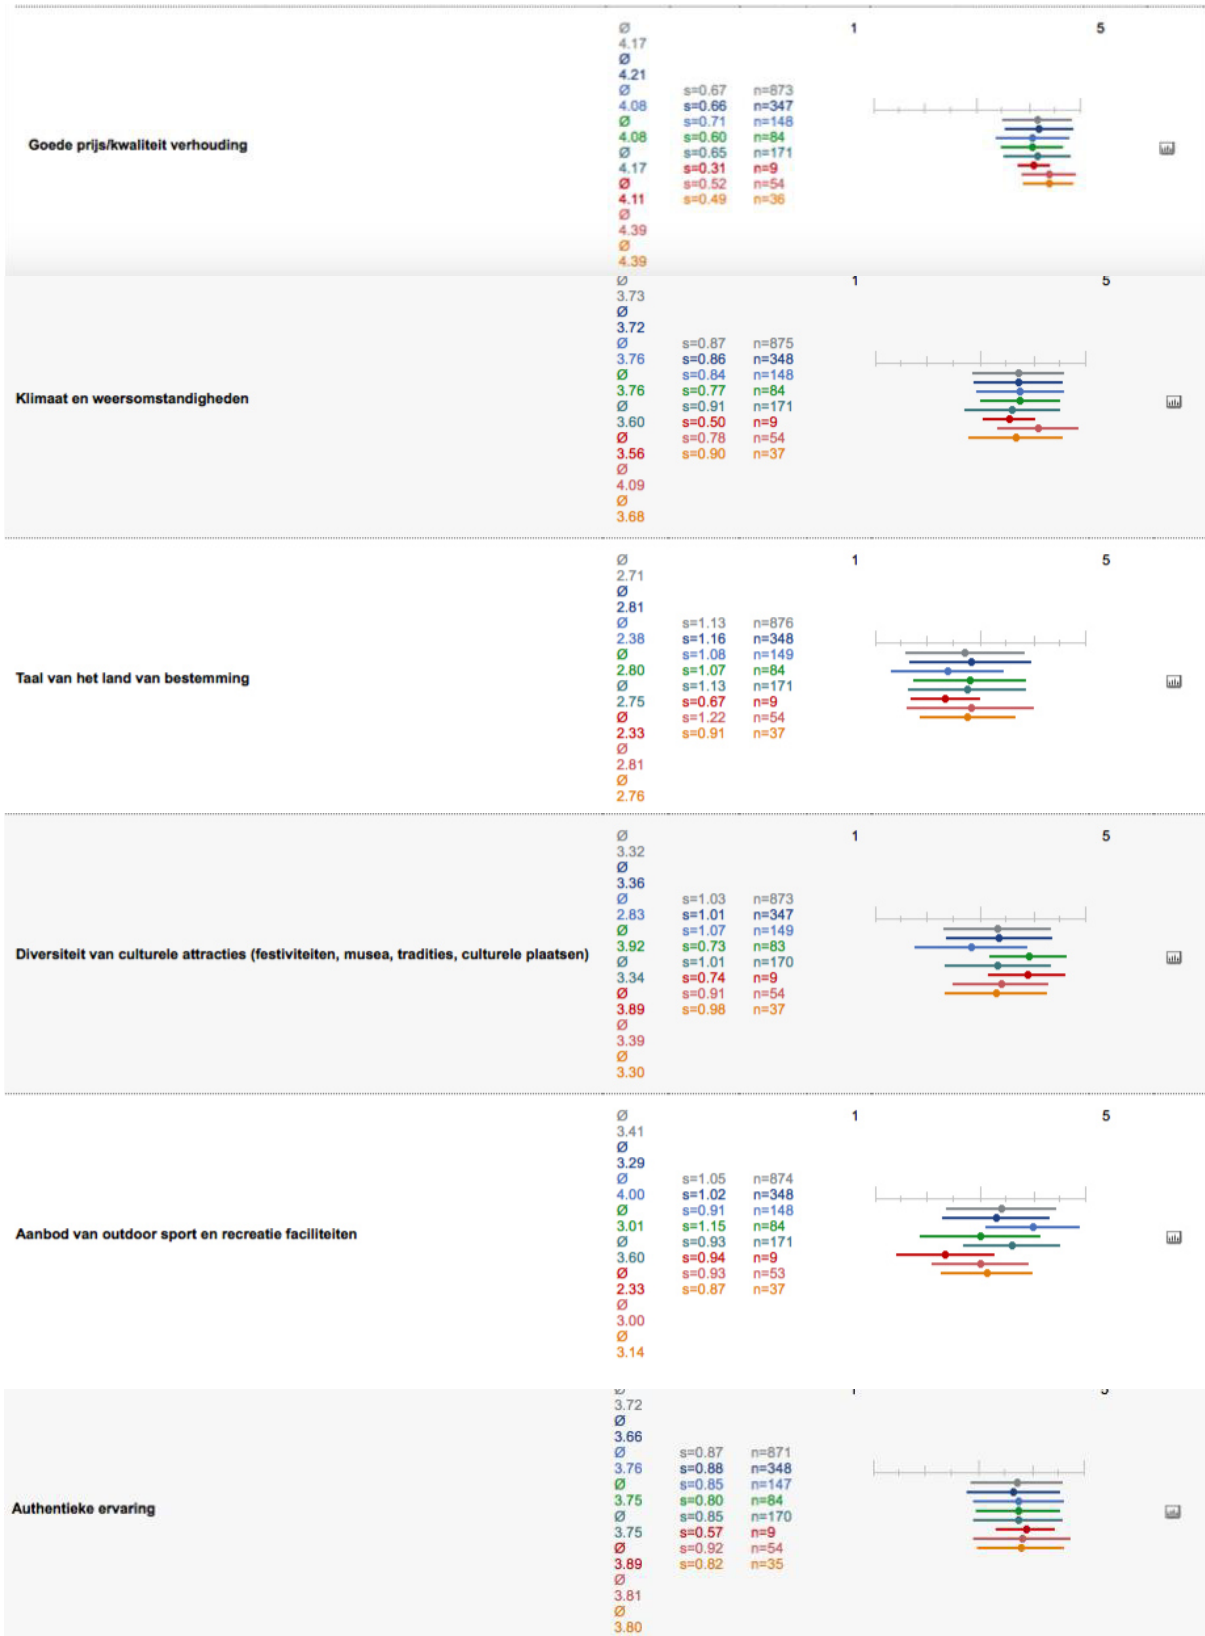 Goede prijs/kwaliteit verhouding
Ø
4.17
Ø
4.21
Ø
4.08
Ø
4.08
Ø
4.17
Ø
4.11
Ø
4.39
Ø
4.39
s=0.67 n=873
s=0.66 n=347
s=0.71 n=148
s=0.60 n=84
s=0.65 n=171
s=0.31 n=9
s=0.52 n=54
s=0.49 n=36
1 5
Klimaat en weersomstandigheden
Ø
3.73
Ø
3.72
Ø
3.76
Ø
3.76
Ø
3.60
Ø
3.56
Ø
4.09
Ø
3.68
s=0.87 n=875
s=0.86 n=348
s=0.84 n=148
s=0.77 n=84
s=0.91 n=171
s=0.50 n=9
s=0.78 n=54
s=0.90 n=37
1 5
Taal van het land van bestemming
Ø
2.71
Ø
2.81
Ø
2.38
Ø
2.80
Ø
2.75
Ø
2.33
Ø
2.81
Ø
2.76
s=1.13 n=876
s=1.16 n=348
s=1.08 n=149
s=1.07 n=84
s=1.13 n=171
s=0.67 n=9
s=1.22 n=54
s=0.91 n=37
1 5
Diversiteit van culturele attracties (festiviteiten, musea, tradities, culturele plaatsen)
Ø
3.32
Ø
3.36
Ø
2.83
Ø
3.92
Ø
3.34
Ø
3.89
Ø
3.39
Ø
3.30
s=1.03 n=873
s=1.01 n=347
s=1.07 n=149
s=0.73 n=83
s=1.01 n=170
s=0.74 n=9
s=0.91 n=54
s=0.98 n=37
1 5
Aanbod van outdoor sport en recreatie faciliteiten
Ø
3.41
Ø
3.29
Ø
4.00
Ø
3.01
Ø
3.60
Ø
2.33
Ø
3.00
Ø
3.14
s=1.05 n=874
s=1.02 n=348
s=0.91 n=148
s=1.15 n=84
s=0.93 n=171
s=0.94 n=9
s=0.93 n=53
s=0.87 n=37
1 5
Authentieke ervaring
Ø
3.72
Ø
3.66
Ø
3.76
Ø
3.75
Ø
3.75
Ø
3.89
Ø
3.81
Ø
3.80
s=0.87 n=871
s=0.88 n=348
s=0.85 n=147
s=0.80 n=84
s=0.85 n=170
s=0.57 n=9
s=0.92 n=54
s=0.82 n=35
1 5